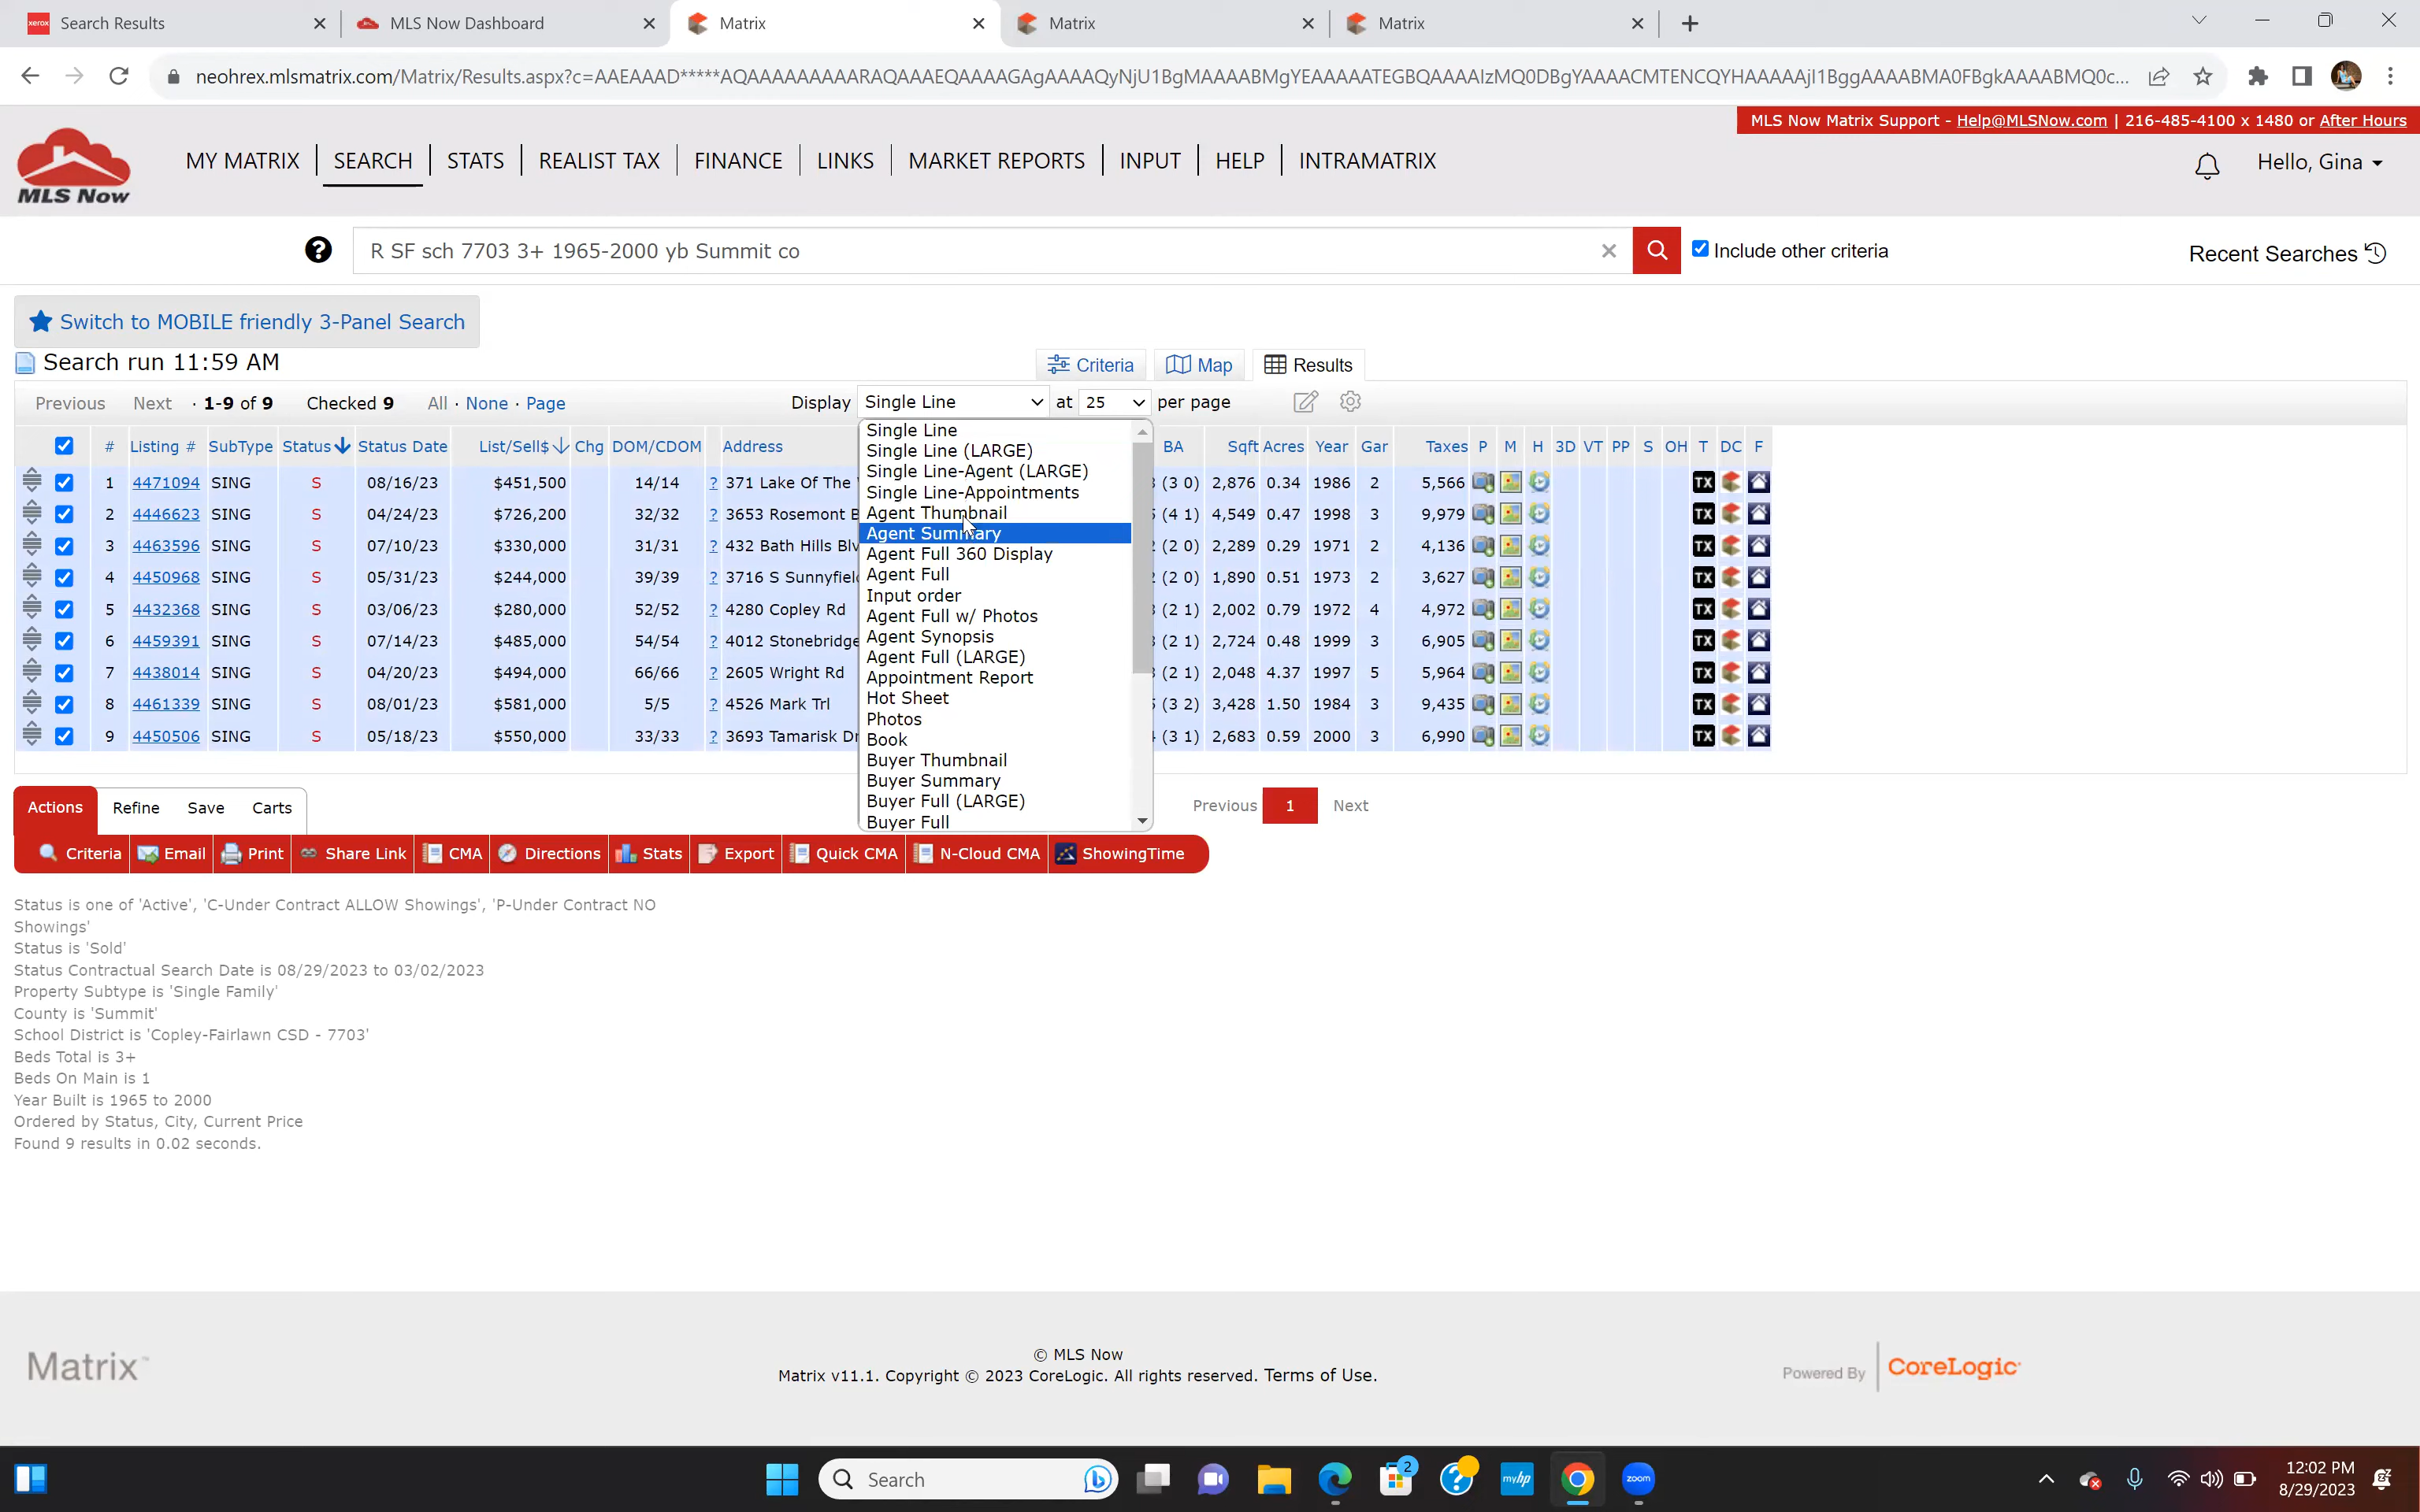 xerox Search Results
MLS Now Dashboard
Matrix
Matrix
Matrix
neohrex.mlsmatrix.com/Matrix/Results.aspx?c=AAEAAAD*****AQAAAAAAAAARAQAAAEQAAAAGAgAAAAQyNjU1BgMAAAABMgYEAAAAATEGBQAAAAIzMQ0DBgYAAAACMTENCQYHAAAAAjI1BggAAAABMA0FBgkAAAABMQ0c...
MLS Now Matrix Support - Help@MLSNow.com | 216-485-4100 x 1480 or After Hours
MLS Now
MY MATRIX SEARCH STATS REALIST TAX FINANCE LINKS MARKET REPORTS INPUT HELP INTRAMATRIX
Hello, Gina
R SF sch 7703 3+ 1965-2000 yb Summit co
Include other criteria
Recent Searches
Switch to MOBILE friendly 3-Panel Search
Search run 11:59 AM
Criteria Map Results
Previous Next · 1-9 of 9 Checked 9 All · None · Page
Display Single Line at 25 per page
# Listing # SubType Status Status Date List/Sell$ Chg DOM/CDOM Address BA Sqft Acres Year Gar Taxes P M H 3D VT PP S OH T DC F
1 4471094 SING S 08/16/23 $451,500 14/14 ? 371 Lake Of The (3 0) 2,876 0.34 1986 2 5,566 TX
2 4446623 SING S 04/24/23 $726,200 32/32 ? 3653 Rosemont B (4 1) 4,549 0.47 1998 3 9,979 TX
3 4463596 SING S 07/10/23 $330,000 31/31 ? 432 Bath Hills Blv (2 0) 2,289 0.29 1971 2 4,136 TX
4 4450968 SING S 05/31/23 $244,000 39/39 ? 3716 S Sunnyfiel (2 0) 1,890 0.51 1973 2 3,627 TX
5 4432368 SING S 03/06/23 $280,000 52/52 ? 4280 Copley Rd (2 1) 2,002 0.79 1972 4 4,972 TX
6 4459391 SING S 07/14/23 $485,000 54/54 ? 4012 Stonebridge (2 1) 2,724 0.48 1999 3 6,905 TX
7 4438014 SING S 04/20/23 $494,000 66/66 ? 2605 Wright Rd (2 1) 2,048 4.37 1997 5 5,964 TX
8 4461339 SING S 08/01/23 $581,000 5/5 ? 4526 Mark Trl (3 2) 3,428 1.50 1984 3 9,435 TX
9 4450506 SING S 05/18/23 $550,000 33/33 ? 3693 Tamarisk Dr (3 1) 2,683 0.59 2000 3 6,990 TX
Single Line
Single Line (LARGE)
Single Line-Agent (LARGE)
Single Line-Appointments
Agent Thumbnail
Agent Summary
Agent Full 360 Display
Agent Full
Input order
Agent Full w/ Photos
Agent Synopsis
Agent Full (LARGE)
Appointment Report
Hot Sheet
Photos
Book
Buyer Thumbnail
Buyer Summary
Buyer Full (LARGE)
Buyer Full
Actions Refine Save Carts
Previous 1 Next
Criteria Email Print Share Link CMA Directions Stats Export Quick CMA N-Cloud CMA ShowingTime
Status is one of 'Active', 'C-Under Contract ALLOW Showings', 'P-Under Contract NO
Showings'
Status is 'Sold'
Status Contractual Search Date is 08/29/2023 to 03/02/2023
Property Subtype is 'Single Family'
County is 'Summit'
School District is 'Copley-Fairlawn CSD - 7703'
Beds Total is 3+
Beds On Main is 1
Year Built is 1965 to 2000
Ordered by Status, City, Current Price
Found 9 results in 0.02 seconds.
Matrix™
© MLS Now
Matrix v11.1. Copyright © 2023 CoreLogic. All rights reserved. Terms of Use.
Powered By CoreLogic
Search
2
myhp
zoom
12:02 PM
8/29/2023